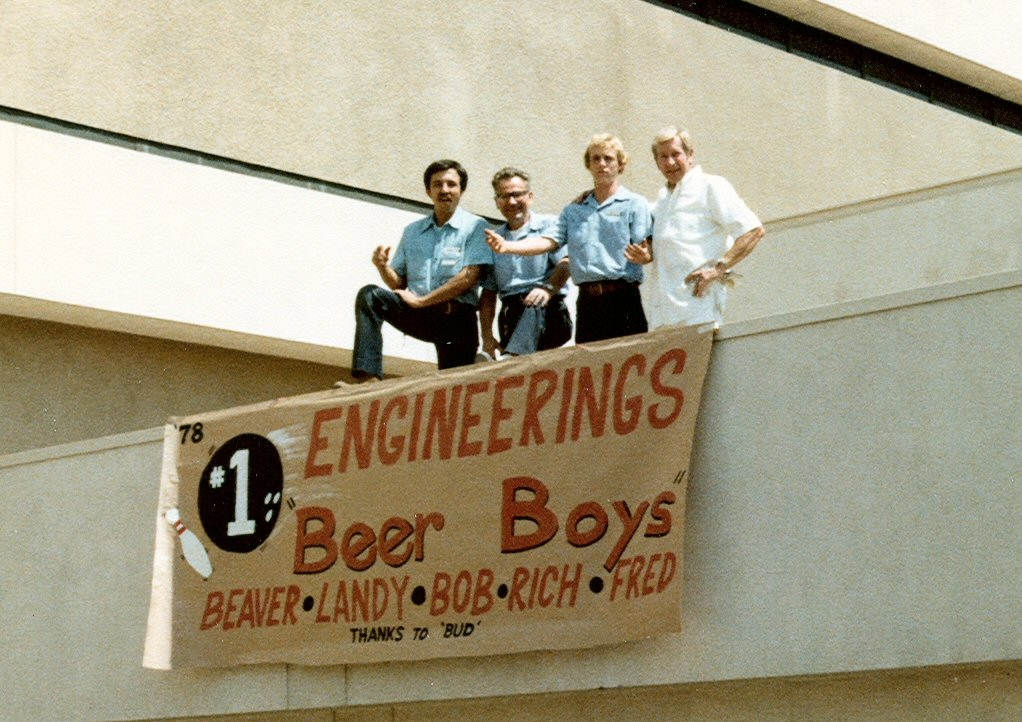 '78
#1
ENGINEERINGS
"Beer Boys"
BEAVER • LANDY • BOB • RICH • FRED
THANKS TO 'BUD'